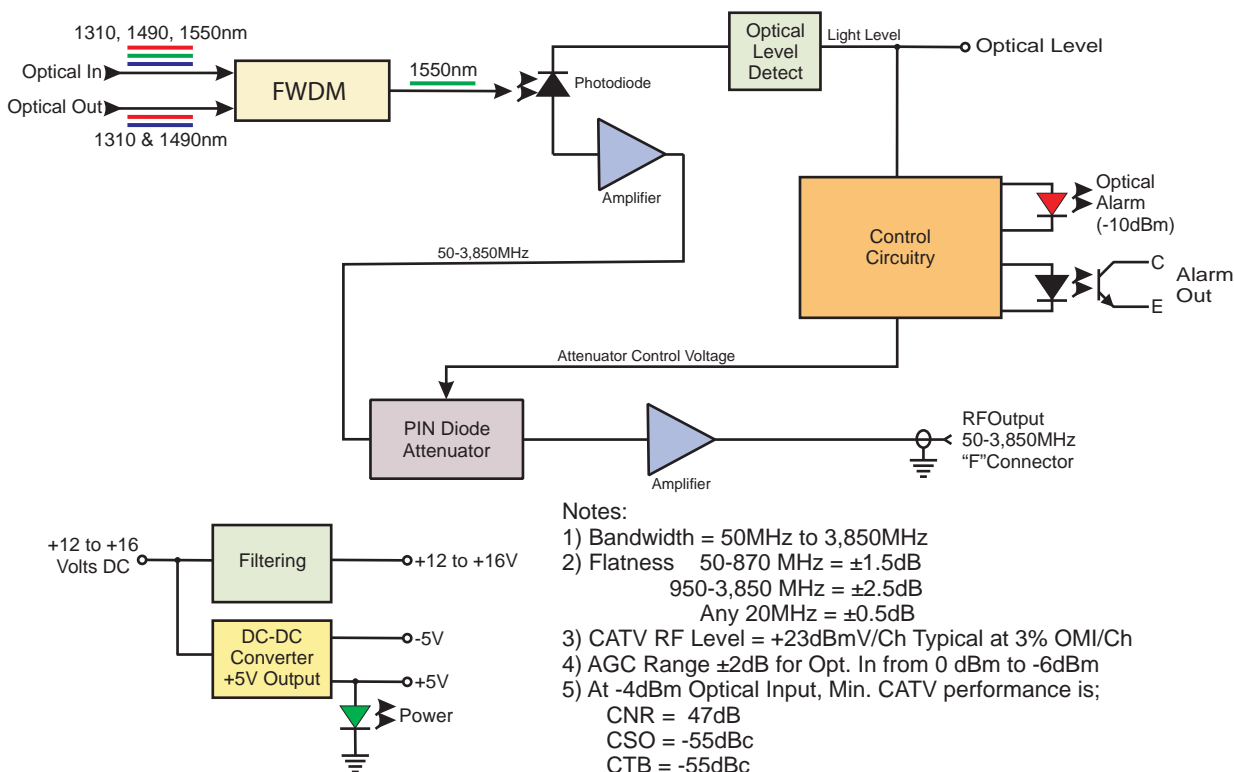 1310, 1490, 1550nm
Optical In
Optical Out
1310 & 1490nm
FWDM
1550nm
Photodiode
Optical
Level
Detect
Light Level
Optical Level
Amplifier
50-3,850MHz
Control
Circuitry
Optical
Alarm
(-10dBm)
C
E
Alarm
Out
Attenuator Control Voltage
PIN Diode
Attenuator
Amplifier
RFOutput
50-3,850MHz
“F”Connector
+12 to +16
Volts DC
Filtering
+12 to +16V
DC-DC
Converter
+5V Output
-5V
+5V
Power
Notes:
1) Bandwidth = 50MHz to 3,850MHz
2) Flatness 50-870 MHz = ±1.5dB
950-3,850 MHz = ±2.5dB
Any 20MHz = ±0.5dB
3) CATV RF Level = +23dBmV/Ch Typical at 3% OMI/Ch
4) AGC Range ±2dB for Opt. In from 0 dBm to -6dBm
5) At -4dBm Optical Input, Min. CATV performance is;
CNR = 47dB
CSO = -55dBc
CTB = -55dBc